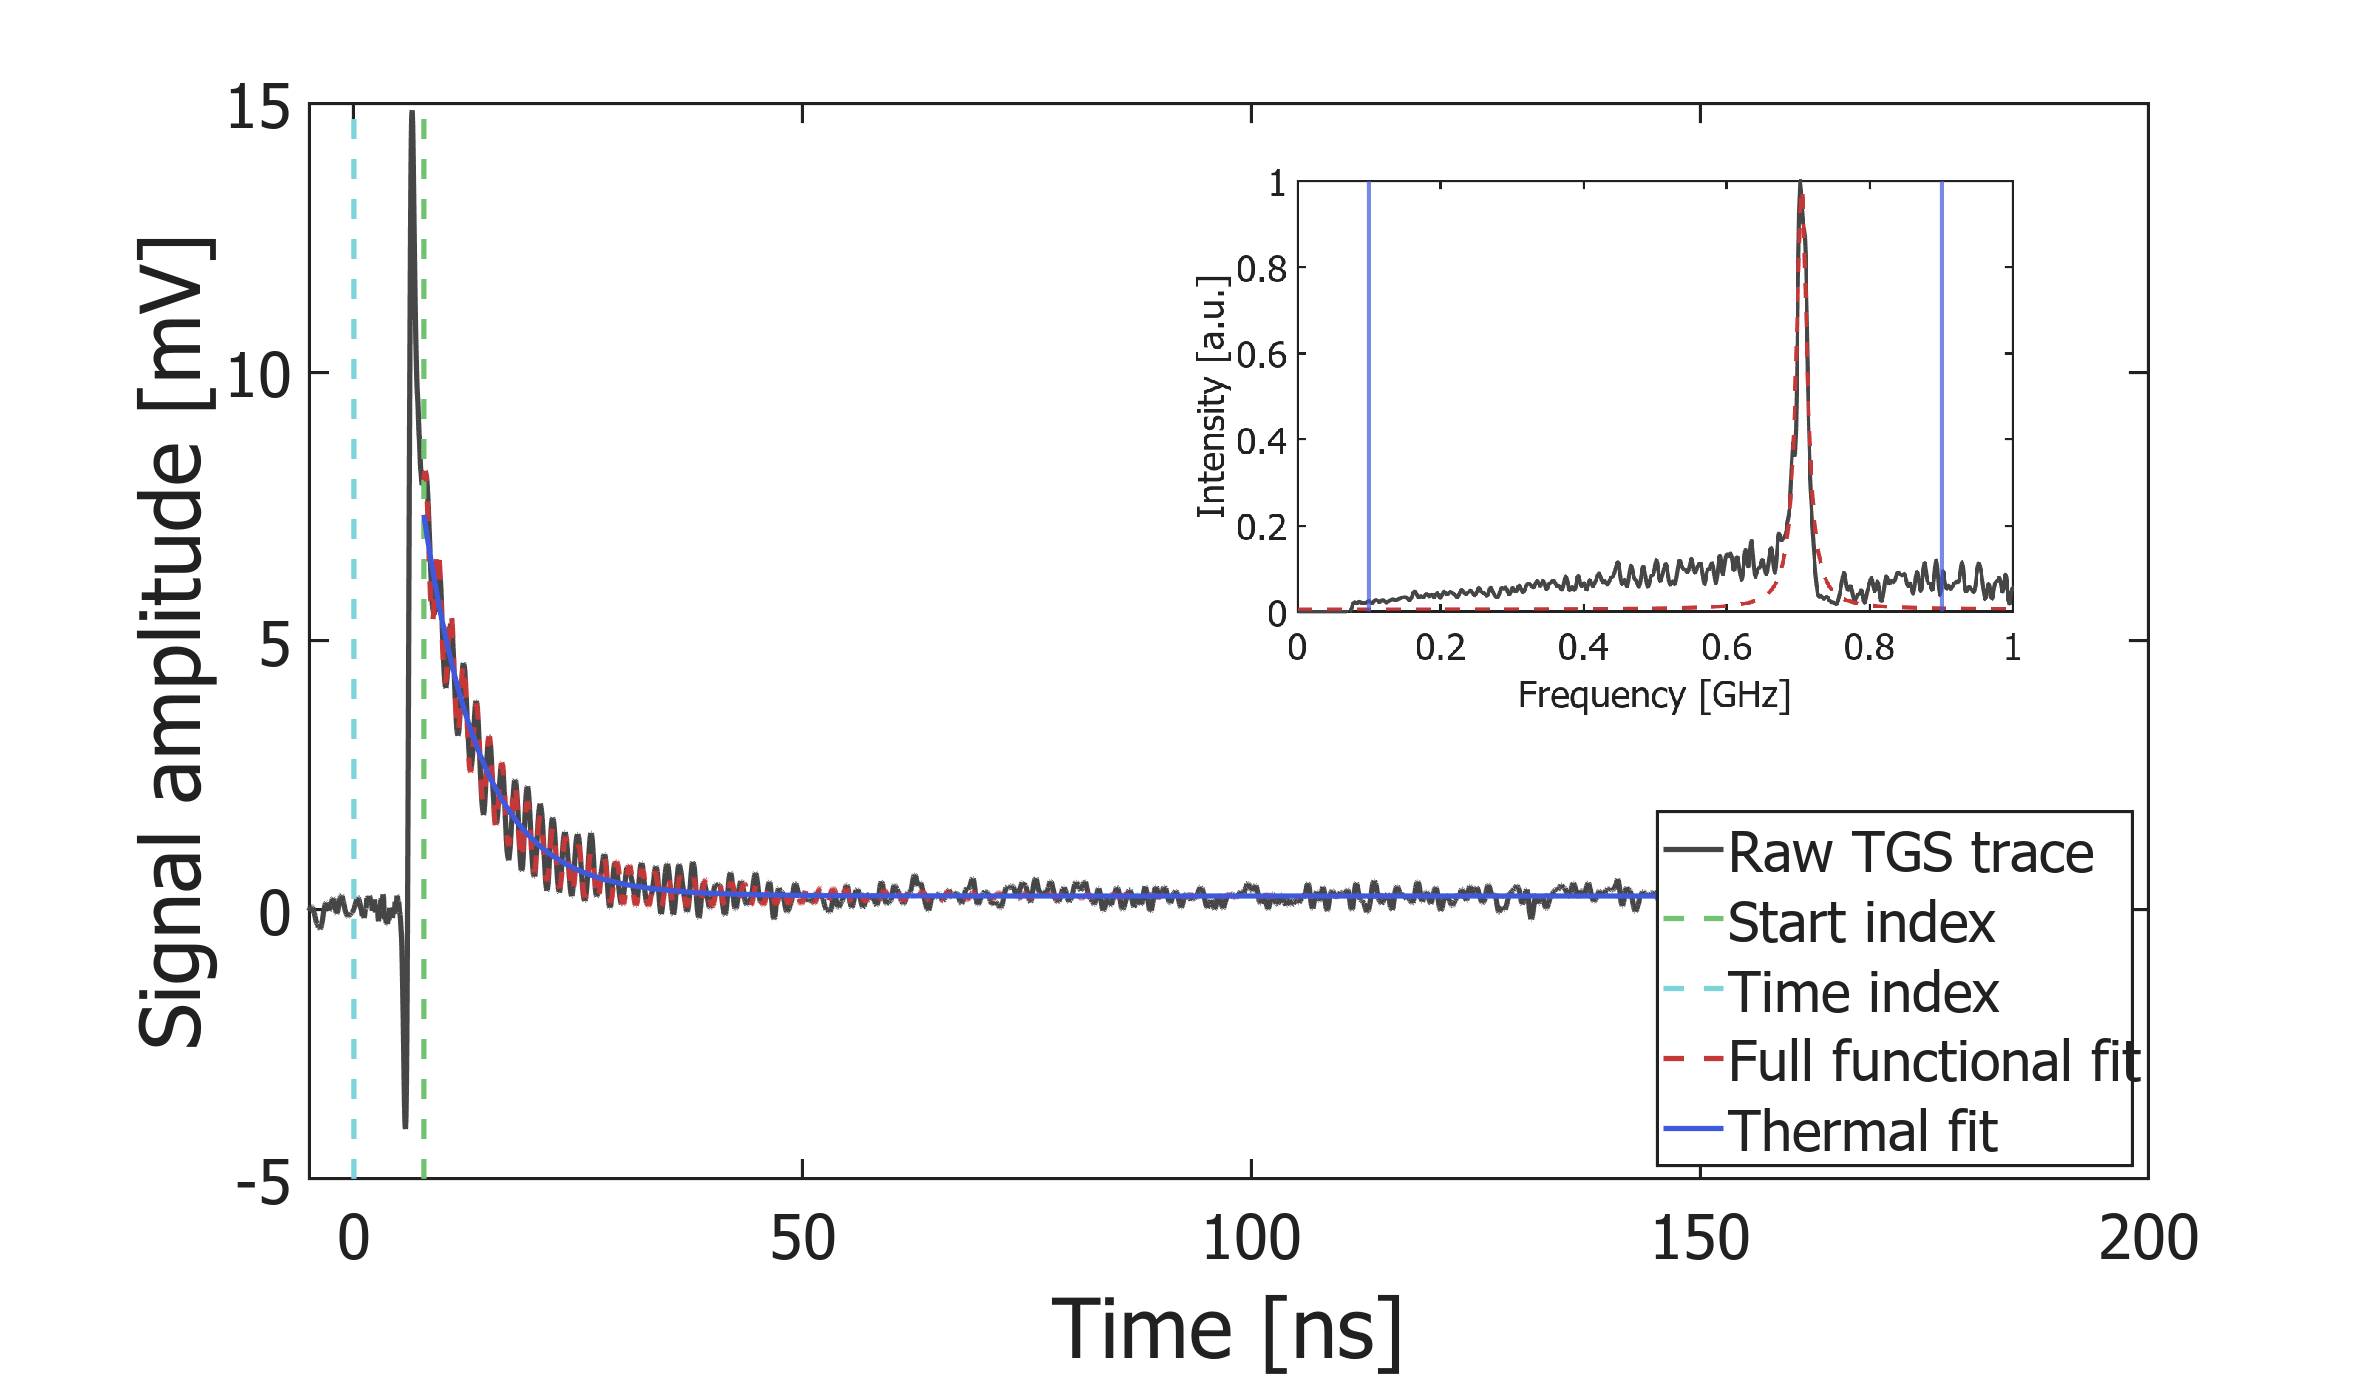 15
10
5
0
-5
Signal amplitude [mV]
0
50
100
150
200
Time [ns]
1
0.8
0.6
0.4
0.2
0
Intensity [a.u.]
0
0.2
0.4
0.6
0.8
1
Frequency [GHz]
Raw TGS trace
Start index
Time index
Full functional fit
Thermal fit